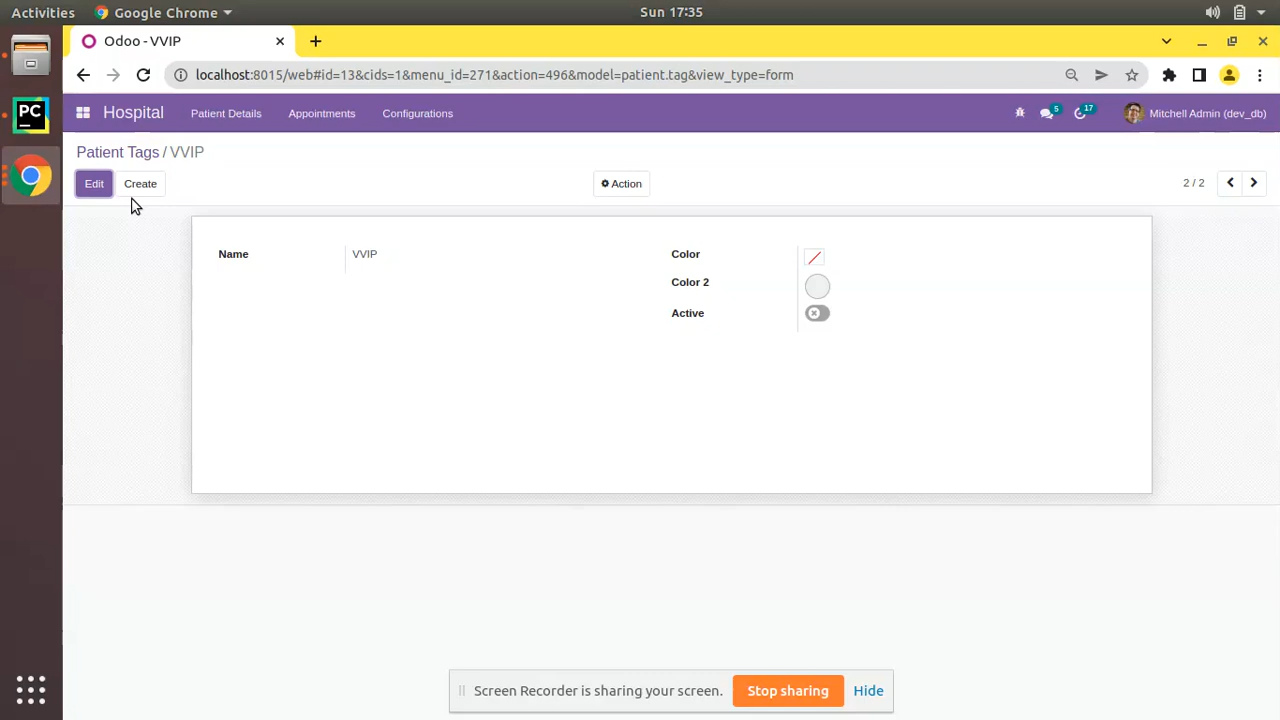 Activities Google Chrome Sun 17:35
Odoo - VVIP
localhost:8015/web#id=13&cids=1&menu_id=271&action=496&model=patient.tag&view_type=form
Hospital Patient Details Appointments Configurations 5 17 Mitchell Admin (dev_db)
PC
Patient Tags / VVIP
Edit Create Action 2 / 2
Name VVIP Color
Color 2
Active
Screen Recorder is sharing your screen. Stop sharing Hide